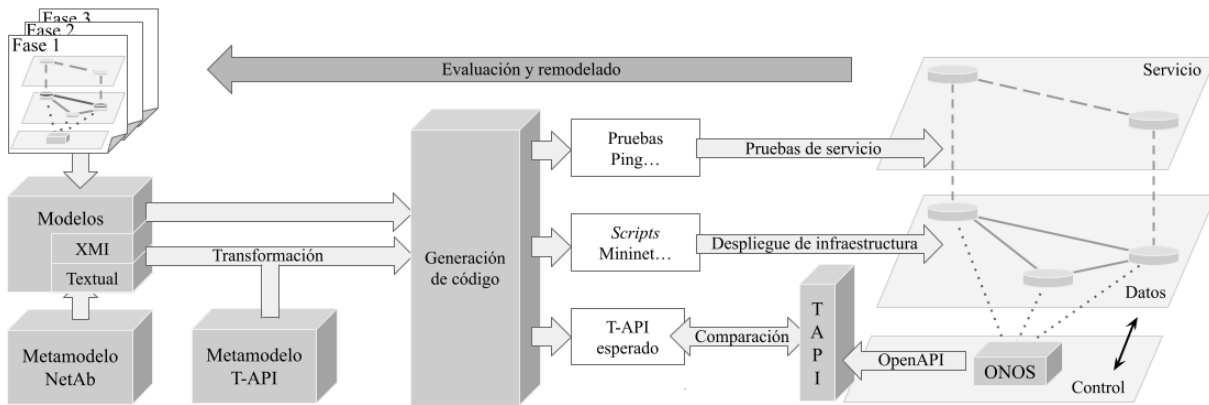 Fase 3
Fase 2
Fase 1
Evaluación y remodelado
Servicio
Pruebas
Ping…
Pruebas de servicio
Modelos
XMI
Textual
Transformación
Generación
de código
Scripts
Mininet…
Despliegue de infraestructura
Datos
Metamodelo
NetAb
Metamodelo
T-API
T-API
esperado
Comparación
T
A
P
I
OpenAPI
ONOS
Control